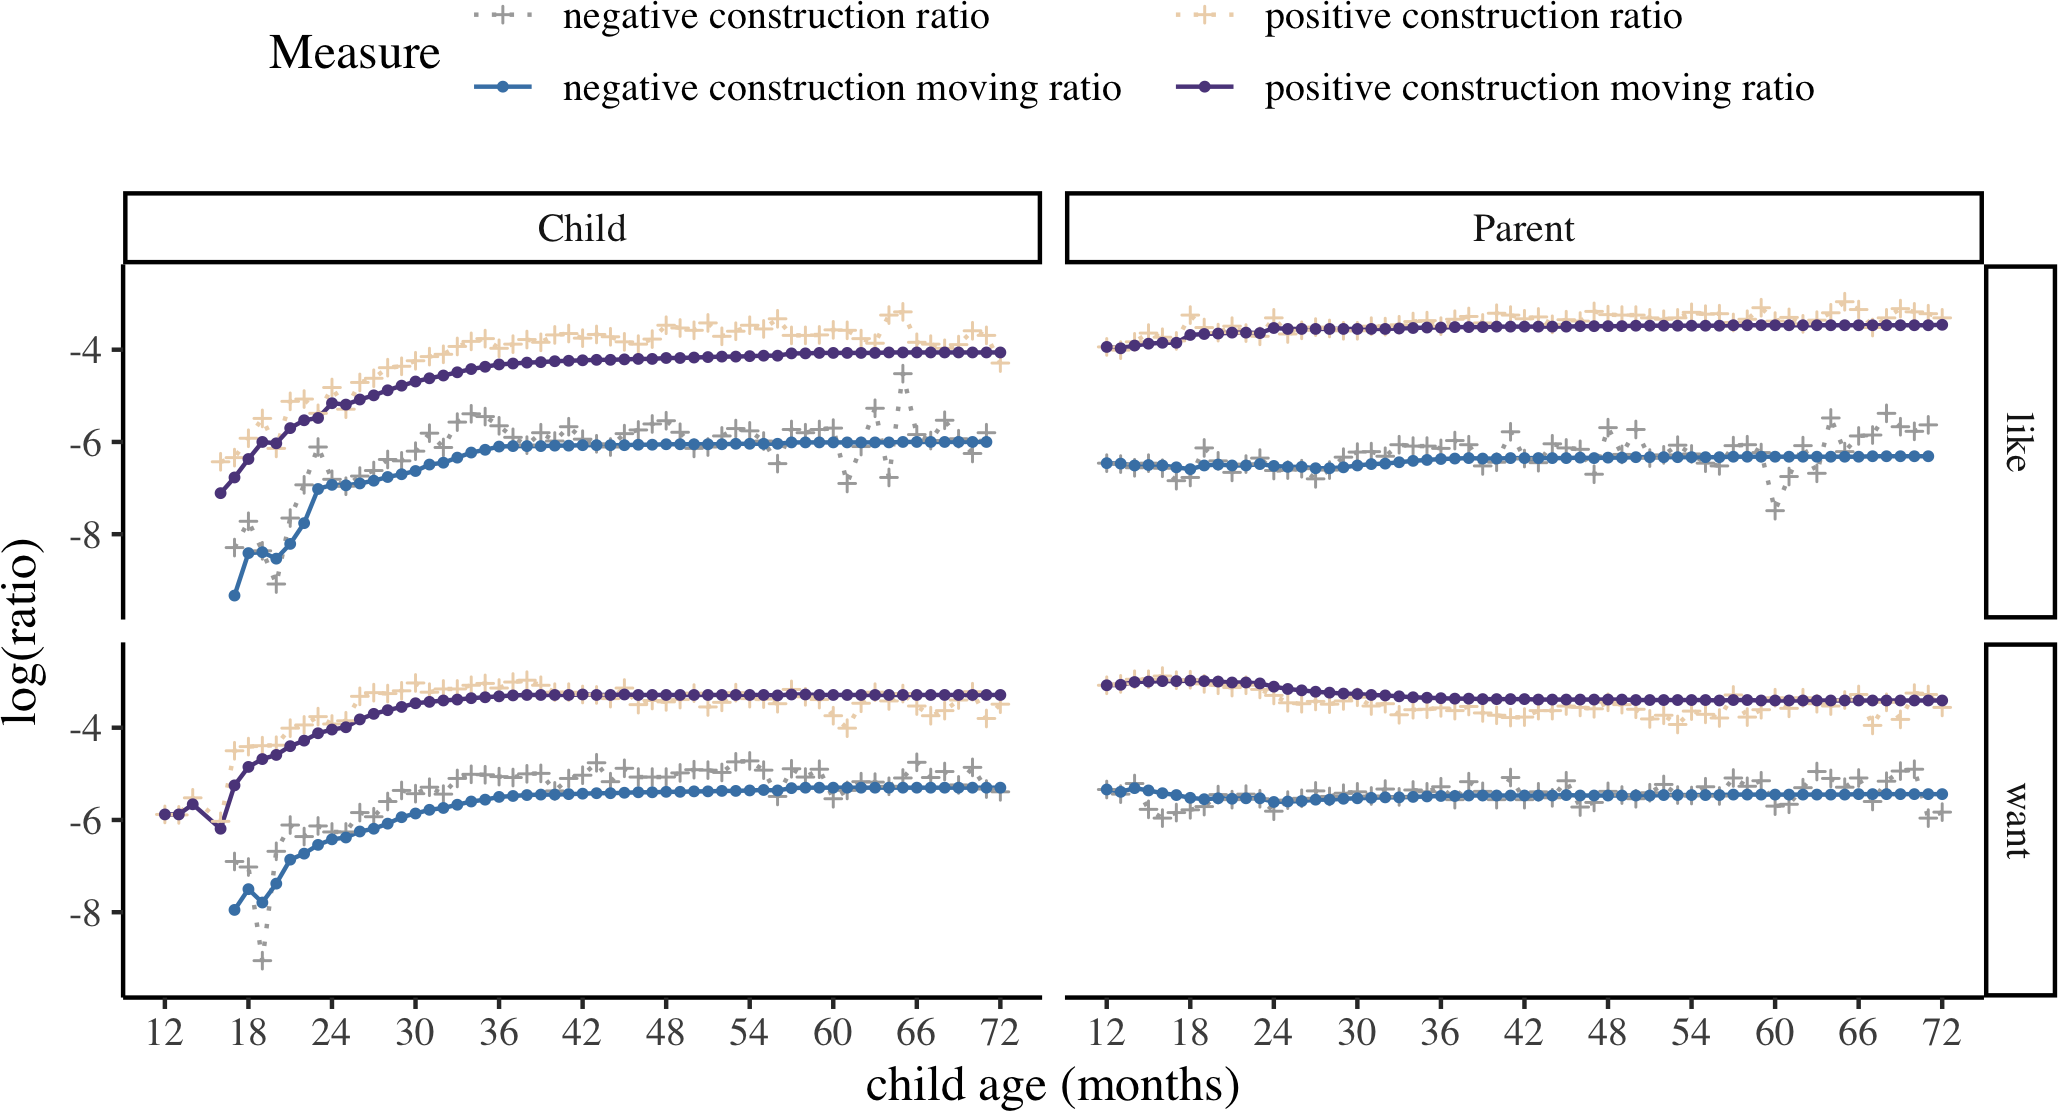 Measure
negative construction ratio
positive construction ratio
negative construction moving ratio
positive construction moving ratio
Child
Parent
log(ratio)
-4
-6
-8
like
-4
-6
-8
want
12 18 24 30 36 42 48 54 60 66 72
12 18 24 30 36 42 48 54 60 66 72
child age (months)